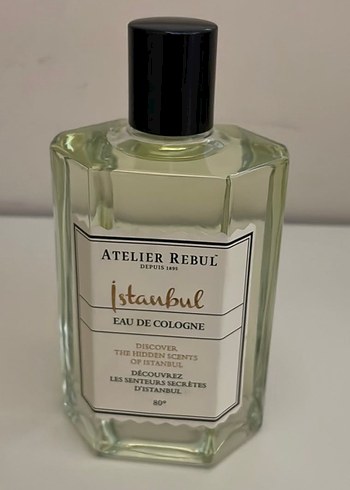 ATELIER REBUL™
DEPUIS 1895
İstanbul
EAU DE COLOGNE
DISCOVER
THE HIDDEN SCENTS
OF ISTANBUL
DÉCOUVREZ
LES SENTEURS SECRÈTES
D'ISTANBUL
80°